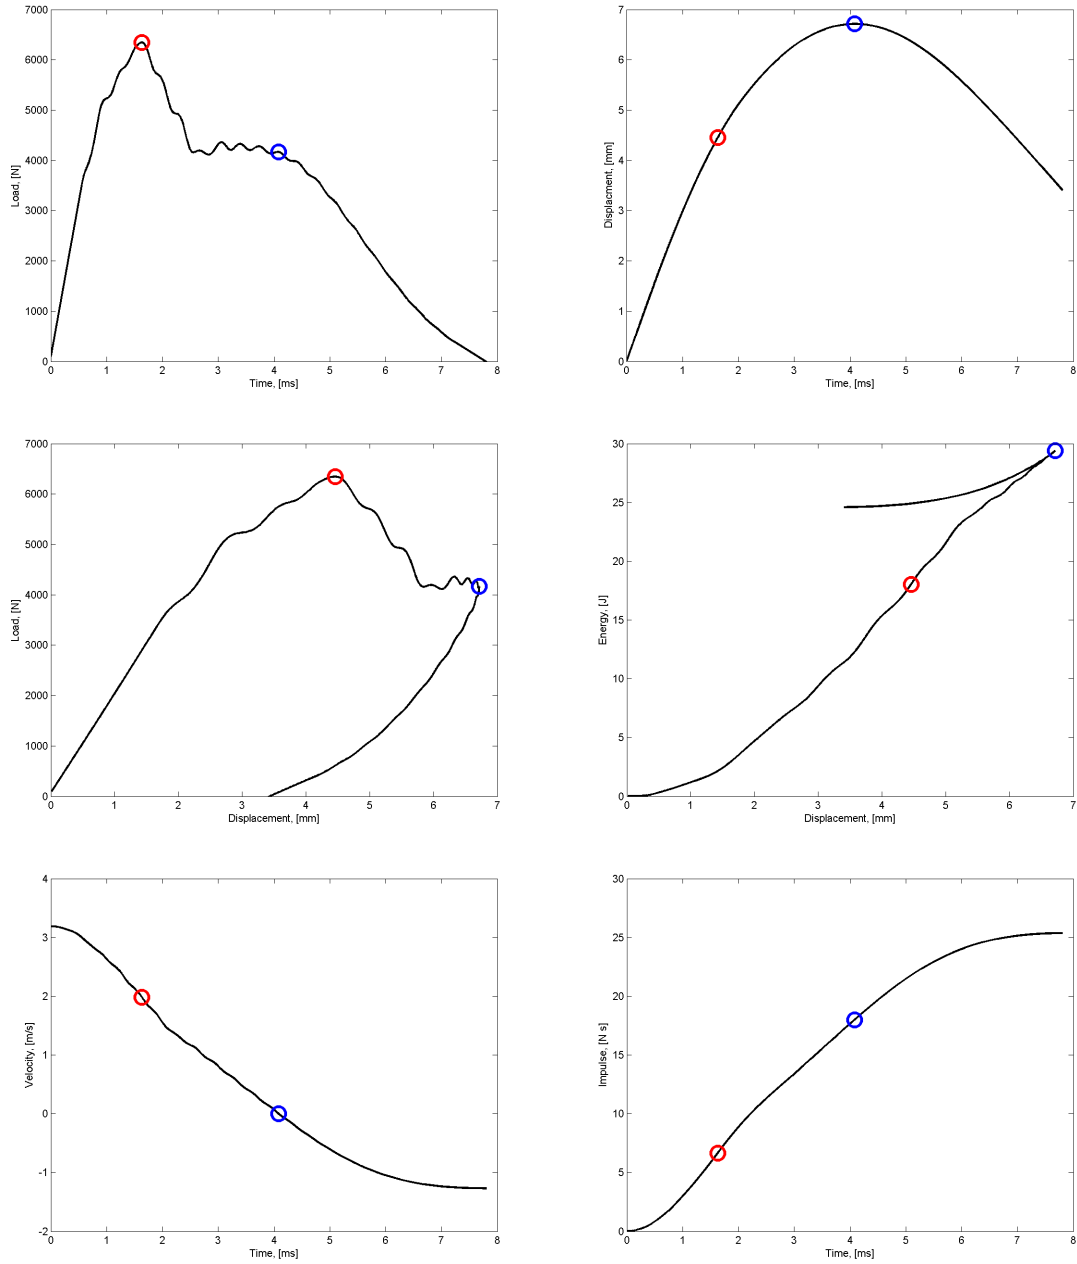 7000
6000
5000
4000
3000
2000
1000
0
Load, [N]
0 1 2 3 4 5 6 7 8
Time, [ms]
7
6
5
4
3
2
1
0
Displacment, [mm]
0 1 2 3 4 5 6 7 8
Time, [ms]
7000
6000
5000
4000
3000
2000
1000
0
Load, [N]
0 1 2 3 4 5 6 7
Displacement, [mm]
30
25
20
15
10
5
0
Energy, [J]
0 1 2 3 4 5 6 7
Displacement, [mm]
4
3
2
1
0
-1
-2
Velocity, [m/s]
0 1 2 3 4 5 6 7 8
Time, [ms]
30
25
20
15
10
5
0
Impulse, [N s]
0 1 2 3 4 5 6 7 8
Time, [ms]